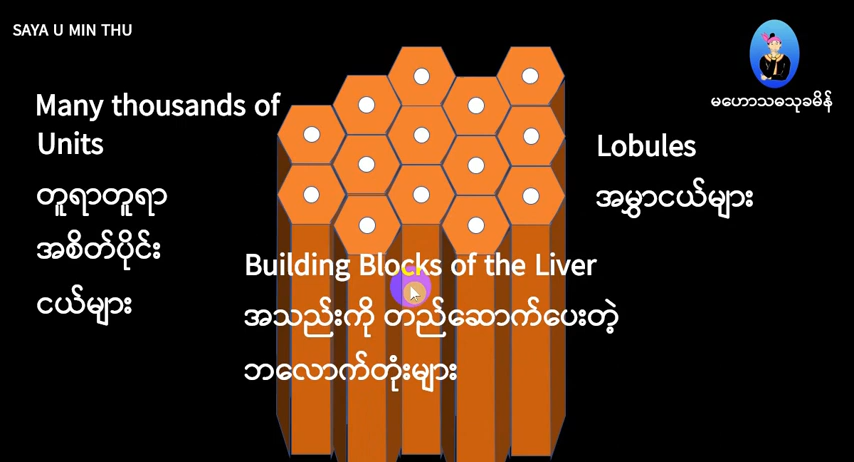 SAYA U MIN THU
မဟောသဓသုခမိန်
Many thousands of
Units
တူရာတူရာ
အစိတ်ပိုင်း
ငယ်များ
Lobules
အမွှာငယ်များ
Building Blocks of the Liver
အသည်းကို တည်ဆောက်ပေးတဲ့
ဘလောက်တုံးများ